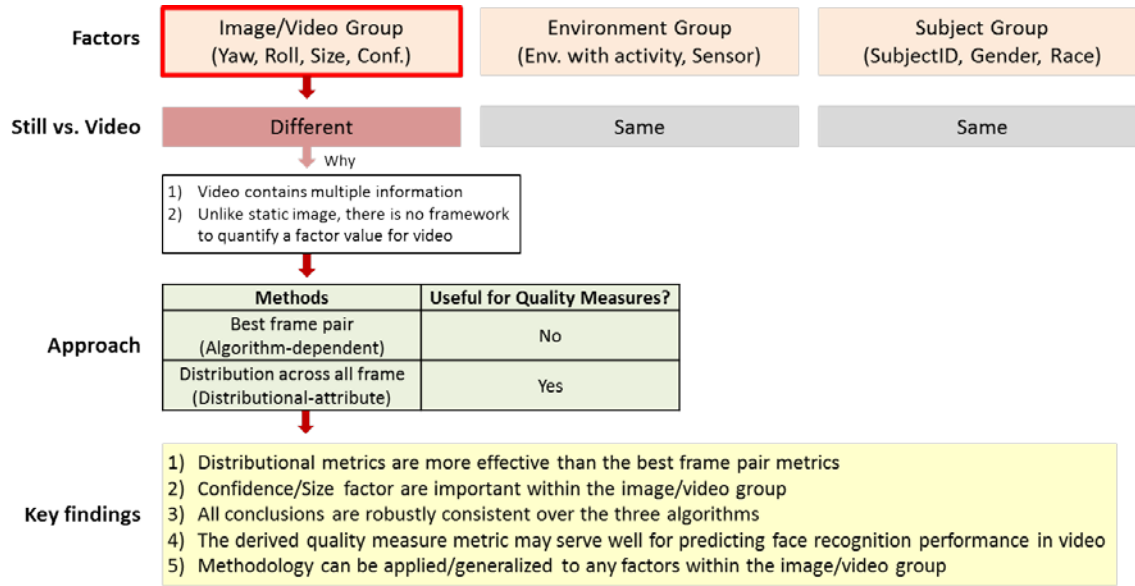 Factors
Image/Video Group
(Yaw, Roll, Size, Conf.)
Environment Group
(Env. with activity, Sensor)
Subject Group
(SubjectID, Gender, Race)
Still vs. Video
Different
Same
Same
Why
1) Video contains multiple information
2) Unlike static image, there is no framework
to quantify a factor value for video
Approach
Methods
Useful for Quality Measures?
Best frame pair
(Algorithm-dependent)
No
Distribution across all frame
(Distributional-attribute)
Yes
Key findings
1) Distributional metrics are more effective than the best frame pair metrics
2) Confidence/Size factor are important within the image/video group
3) All conclusions are robustly consistent over the three algorithms
4) The derived quality measure metric may serve well for predicting face recognition performance in video
5) Methodology can be applied/generalized to any factors within the image/video group